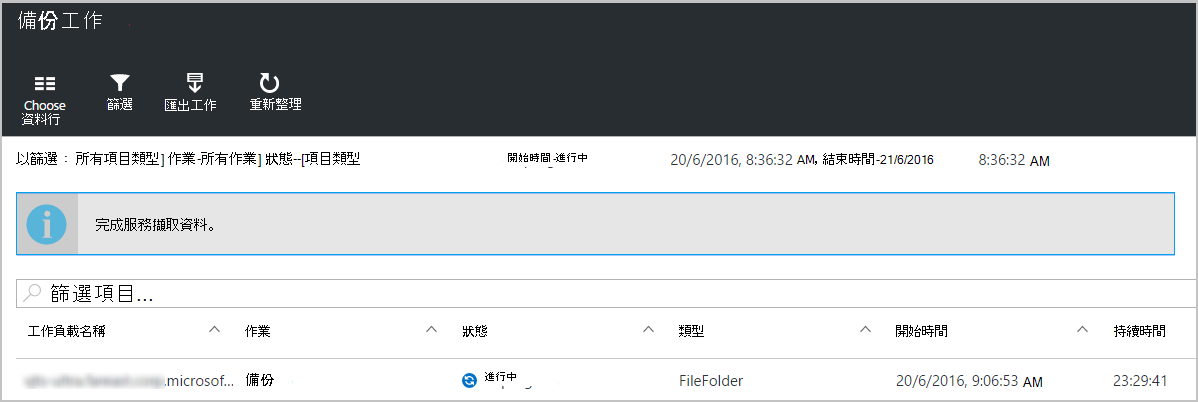 備份工作
Choose 資料行
篩選
匯出工作
重新整理
以篩選 : 所有項目類型] 作業-所有作業] 狀態--[項目類型 開始時間-進行中 20/6/2016, 8:36:32 AM, 結束時間-21/6/2016 8:36:32 AM
完成服務擷取資料。
篩選項目...
工作負載名稱 作業 狀態 類型 開始時間 持續時間
.microsof... 備份 進行中 FileFolder 20/6/2016, 9:06:53 AM 23:29:41